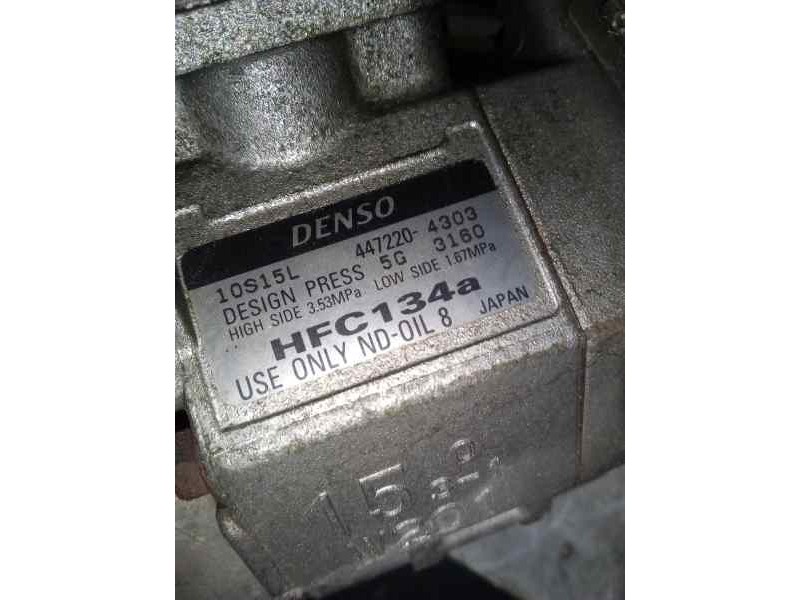 DENSO
10S15L 447220-4303
DESIGN PRESS 5G 3160
HIGH SIDE 3.53MPa LOW SIDE 1.67MPa
HFC134a
USE ONLY ND-OIL 8 JAPAN
15